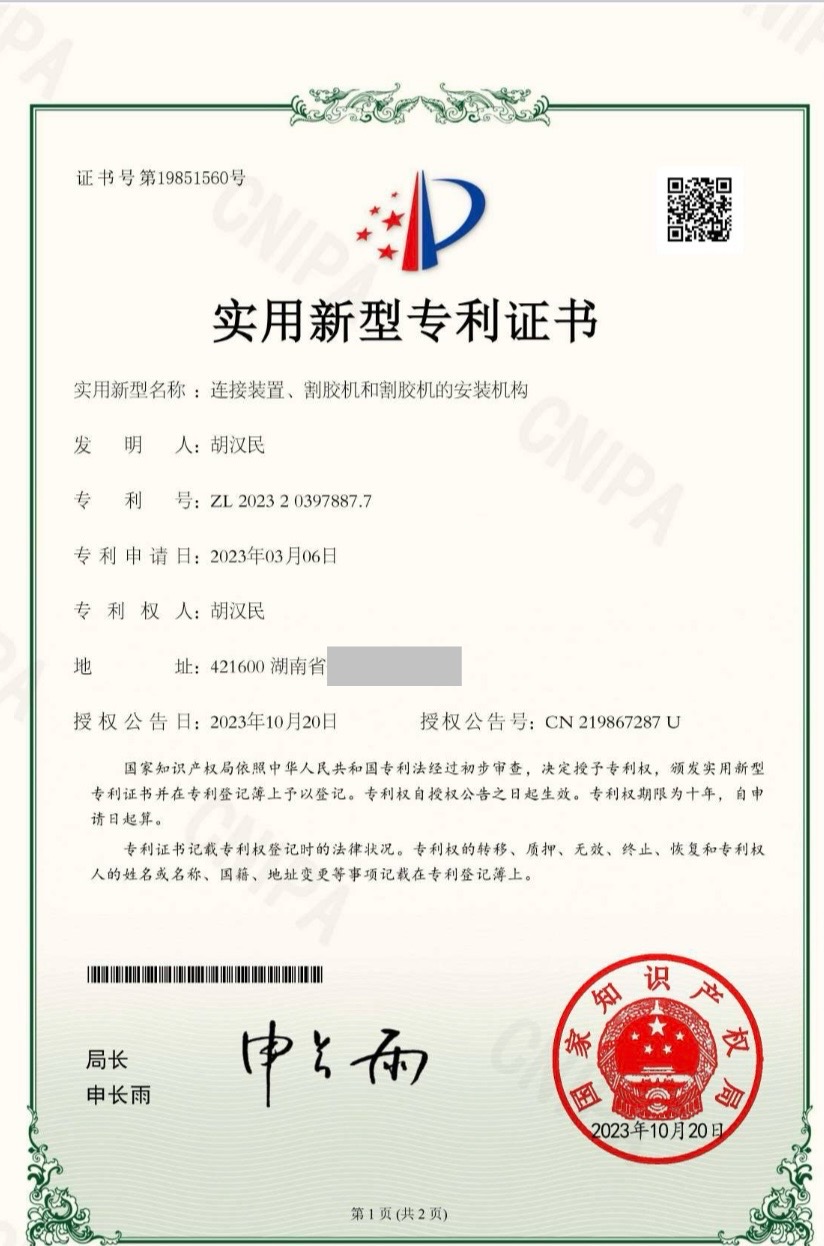 证书号第19851560号
实用新型专利证书
实用新型名称：连接装置、割胶机和割胶机的安装机构
发明人：胡汉民
专利号：ZL 2023 2 0397887.7
专利申请日：2023年03月06日
专利权人：胡汉民
地址：421600 湖南省
授权公告日：2023年10月20日 授权公告号：CN 219867287 U
国家知识产权局依照中华人民共和国专利法经过初步审查，决定授予专利权，颁发实用新型
专利证书并在专利登记簿上予以登记。专利权自授权公告之日起生效。专利权期限为十年，自申
请日起算。
专利证书记载专利权登记时的法律状况。专利权的转移、质押、无效、终止、恢复和专利权
人的姓名或名称、国籍、地址变更等事项记载在专利登记簿上。
局长
申长雨
申长雨
国家知识产权局
2023年10月20日
第 1 页 (共 2 页)
CNIPA
CNIPA
CNIPA
CNIPA